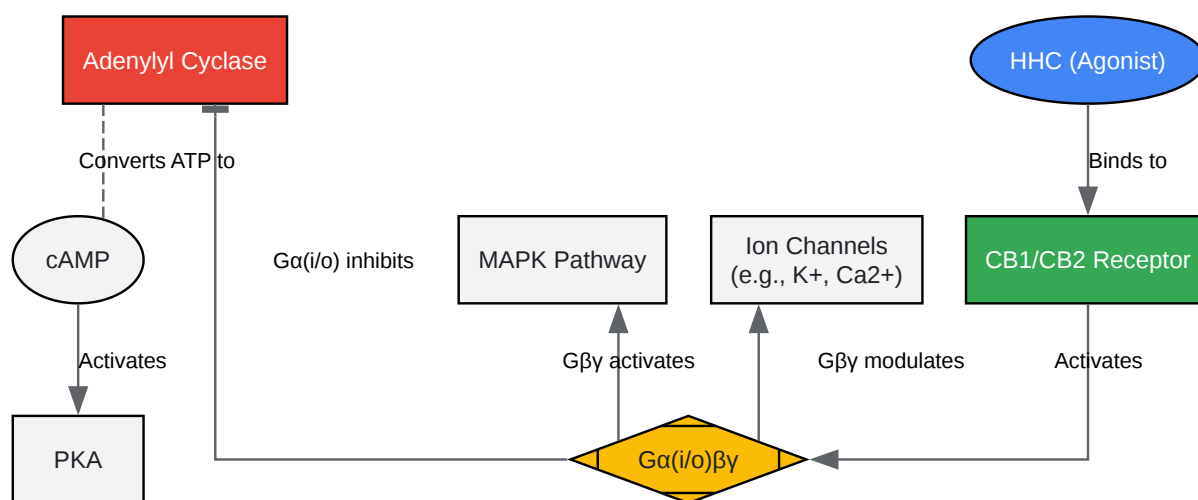 Adenylyl Cyclase
HHC (Agonist)
Converts ATP to
Binds to
cAMP
Gα(i/o) inhibits
MAPK Pathway
Ion Channels
(e.g., K+, Ca2+)
CB1/CB2 Receptor
Activates
Gβγ activates
Gβγ modulates
Activates
PKA
Gα(i/o)βγ